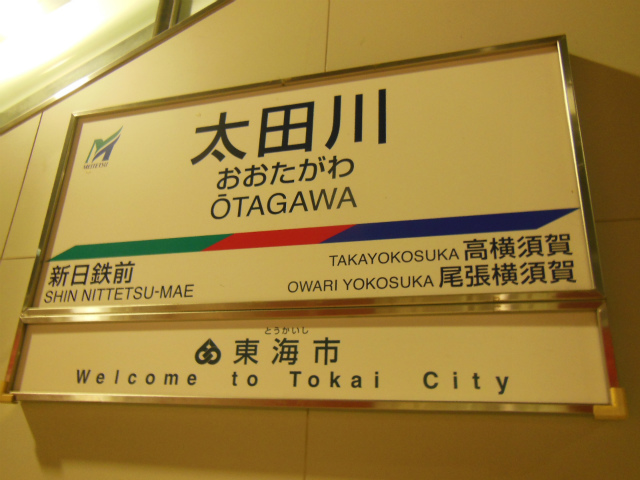 MEITETSU
太田川
おおたがわ
ŌTAGAWA
新日鉄前
SHIN NITTETSU-MAE
TAKAYOKOSUKA 高横須賀
OWARI YOKOSUKA 尾張横須賀
とうかいし
東海市
Welcome to Tokai City